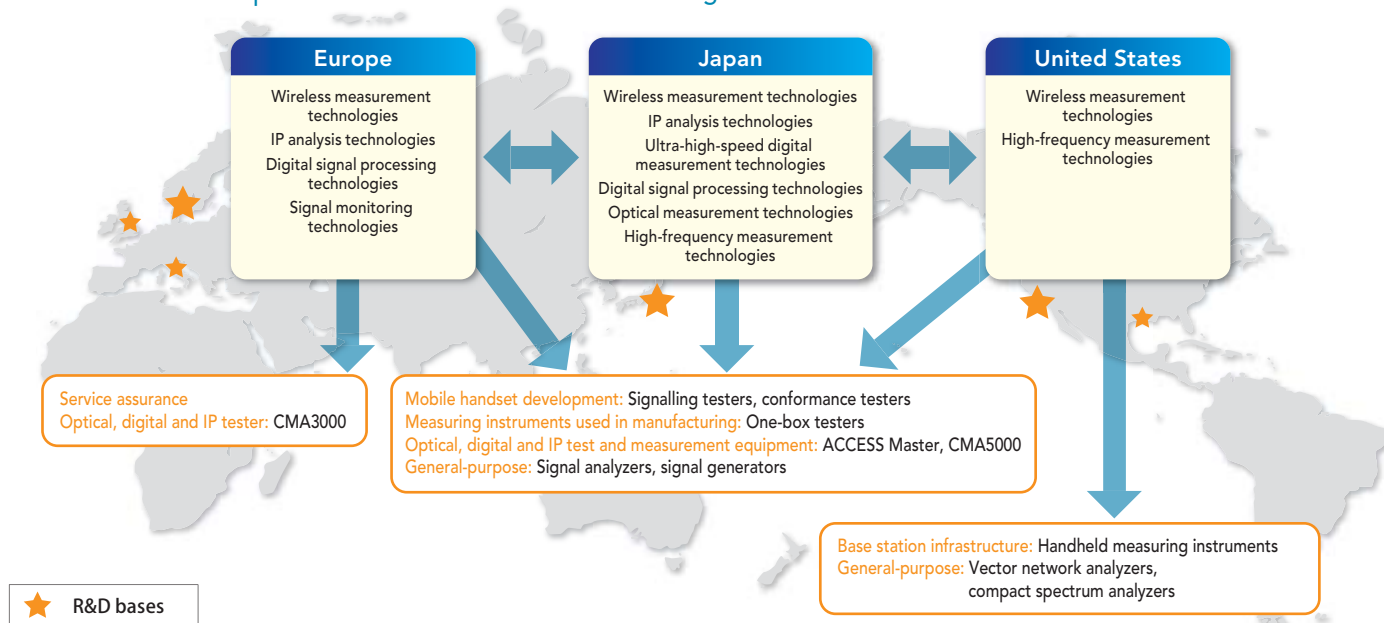 Europe
Wireless measurement
technologies
IP analysis technologies
Digital signal processing
technologies
Signal monitoring
technologies
Japan
Wireless measurement technologies
IP analysis technologies
Ultra-high-speed digital
measurement technologies
Digital signal processing technologies
Optical measurement technologies
High-frequency measurement
technologies
United States
Wireless measurement
technologies
High-frequency measurement
technologies
Service assurance
Optical, digital and IP tester: CMA3000
Mobile handset development: Signalling testers, conformance testers
Measuring instruments used in manufacturing: One-box testers
Optical, digital and IP test and measurement equipment: ACCESS Master, CMA5000
General-purpose: Signal analyzers, signal generators
Base station infrastructure: Handheld measuring instruments
General-purpose: Vector network analyzers,
compact spectrum analyzers
R&D bases